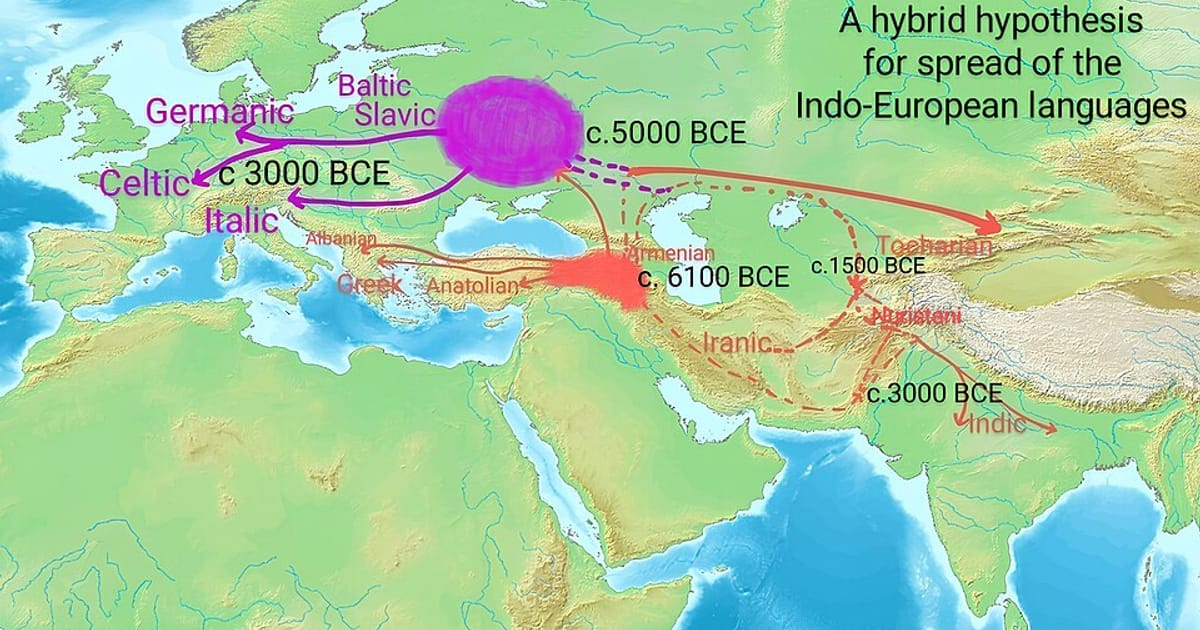 A hybrid hypothesis
for spread of the
Indo-European languages
Baltic
Slavic
Germanic
c.5000 BCE
Celtic
c 3000 BCE
Italic
Albanian
Armenian
Tocharian
c.1500 BCE
Greek
Anatolian
c. 6100 BCE
Nuristani
Iranic
c.3000 BCE
Indic